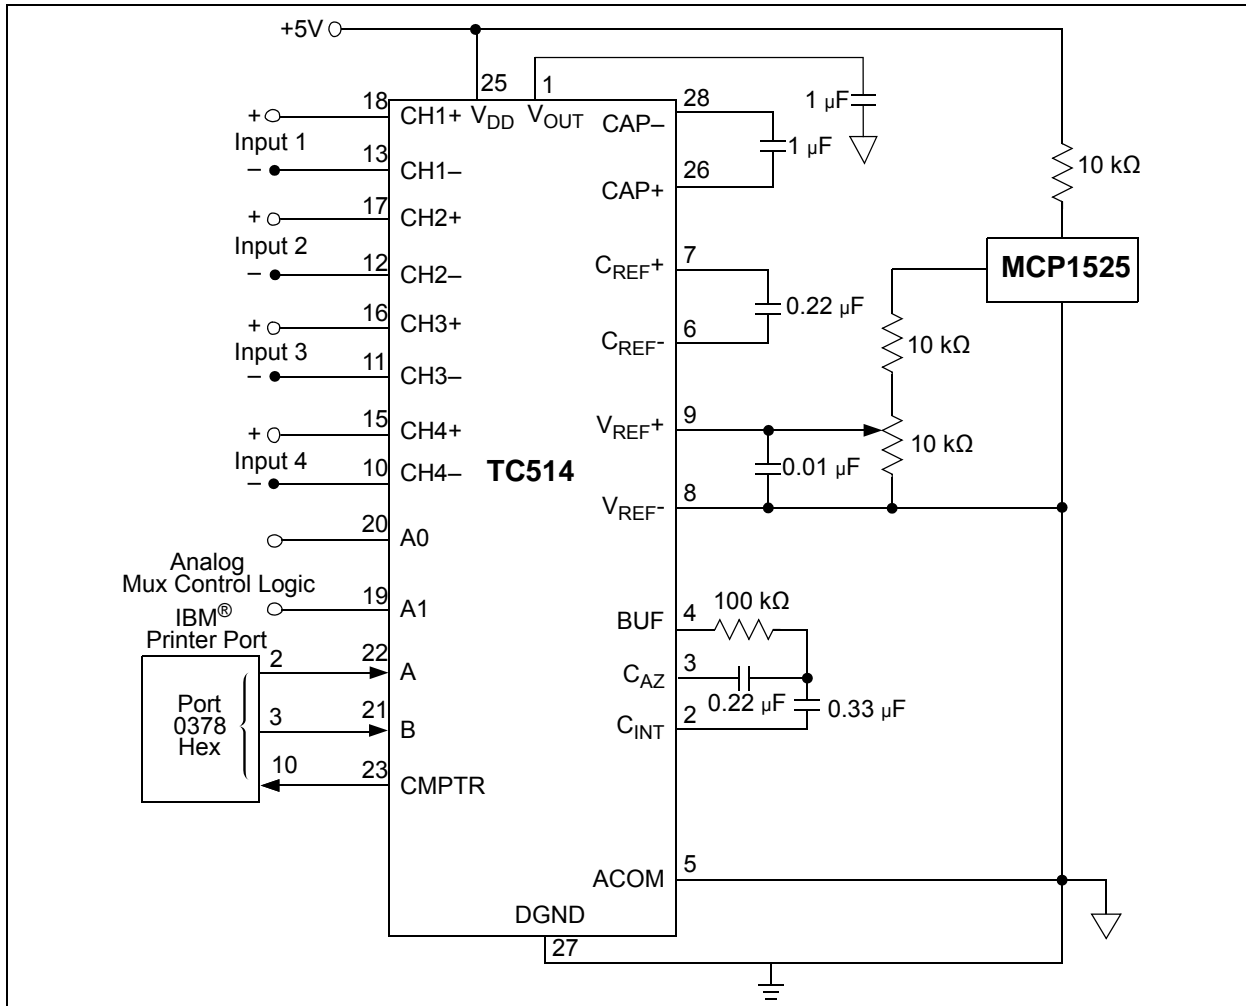 +5V
25
1
1 µF
18
CH1+
V_DD
V_OUT
CAP–
28
+
Input 1
–
13
CH1–
1 µF
10 kΩ
CAP+
26
+
17
CH2+
Input 2
–
12
CH2–
C_REF+
7
MCP1525
+
16
CH3+
0.22 µF
Input 3
–
11
CH3–
C_REF-
6
10 kΩ
+
15
CH4+
V_REF+
9
Input 4
–
10
CH4–
TC514
0.01 µF
10 kΩ
V_REF-
8
20
A0
Analog
Mux Control Logic
19
A1
IBM®
Printer Port
BUF
4
100 kΩ
2
22
A
C_AZ
3
0.22 µF
0.33 µF
Port
0378
Hex
3
21
B
C_INT
2
10
23
CMPTR
ACOM
5
DGND
27